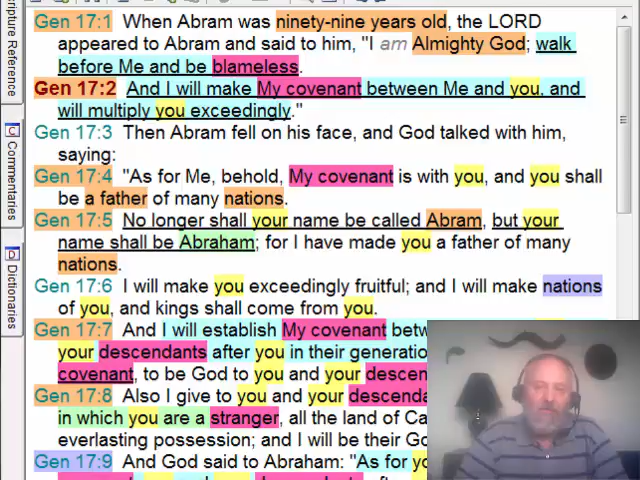 Gen 17:1 When Abram was ninety-nine years old, the LORD
appeared to Abram and said to him, "I am Almighty God; walk
before Me and be blameless.
Gen 17:2 And I will make My covenant between Me and you, and
will multiply you exceedingly."
Gen 17:3 Then Abram fell on his face, and God talked with him,
saying:
Gen 17:4 "As for Me, behold, My covenant is with you, and you shall
be a father of many nations.
Gen 17:5 No longer shall your name be called Abram, but your
name shall be Abraham; for I have made you a father of many
nations.
Gen 17:6 I will make you exceedingly fruitful; and I will make nations
of you, and kings shall come from you.
Gen 17:7 And I will establish My covenant betw
your descendants after you in their generatio
covenant, to be God to you and your descen
Gen 17:8 Also I give to you and your descenda
in which you are a stranger, all the land of Ca
everlasting possession; and I will be their Go
Gen 17:9 And God said to Abraham: "As for yo
cripture Reference
Commentaries
Dictionaries